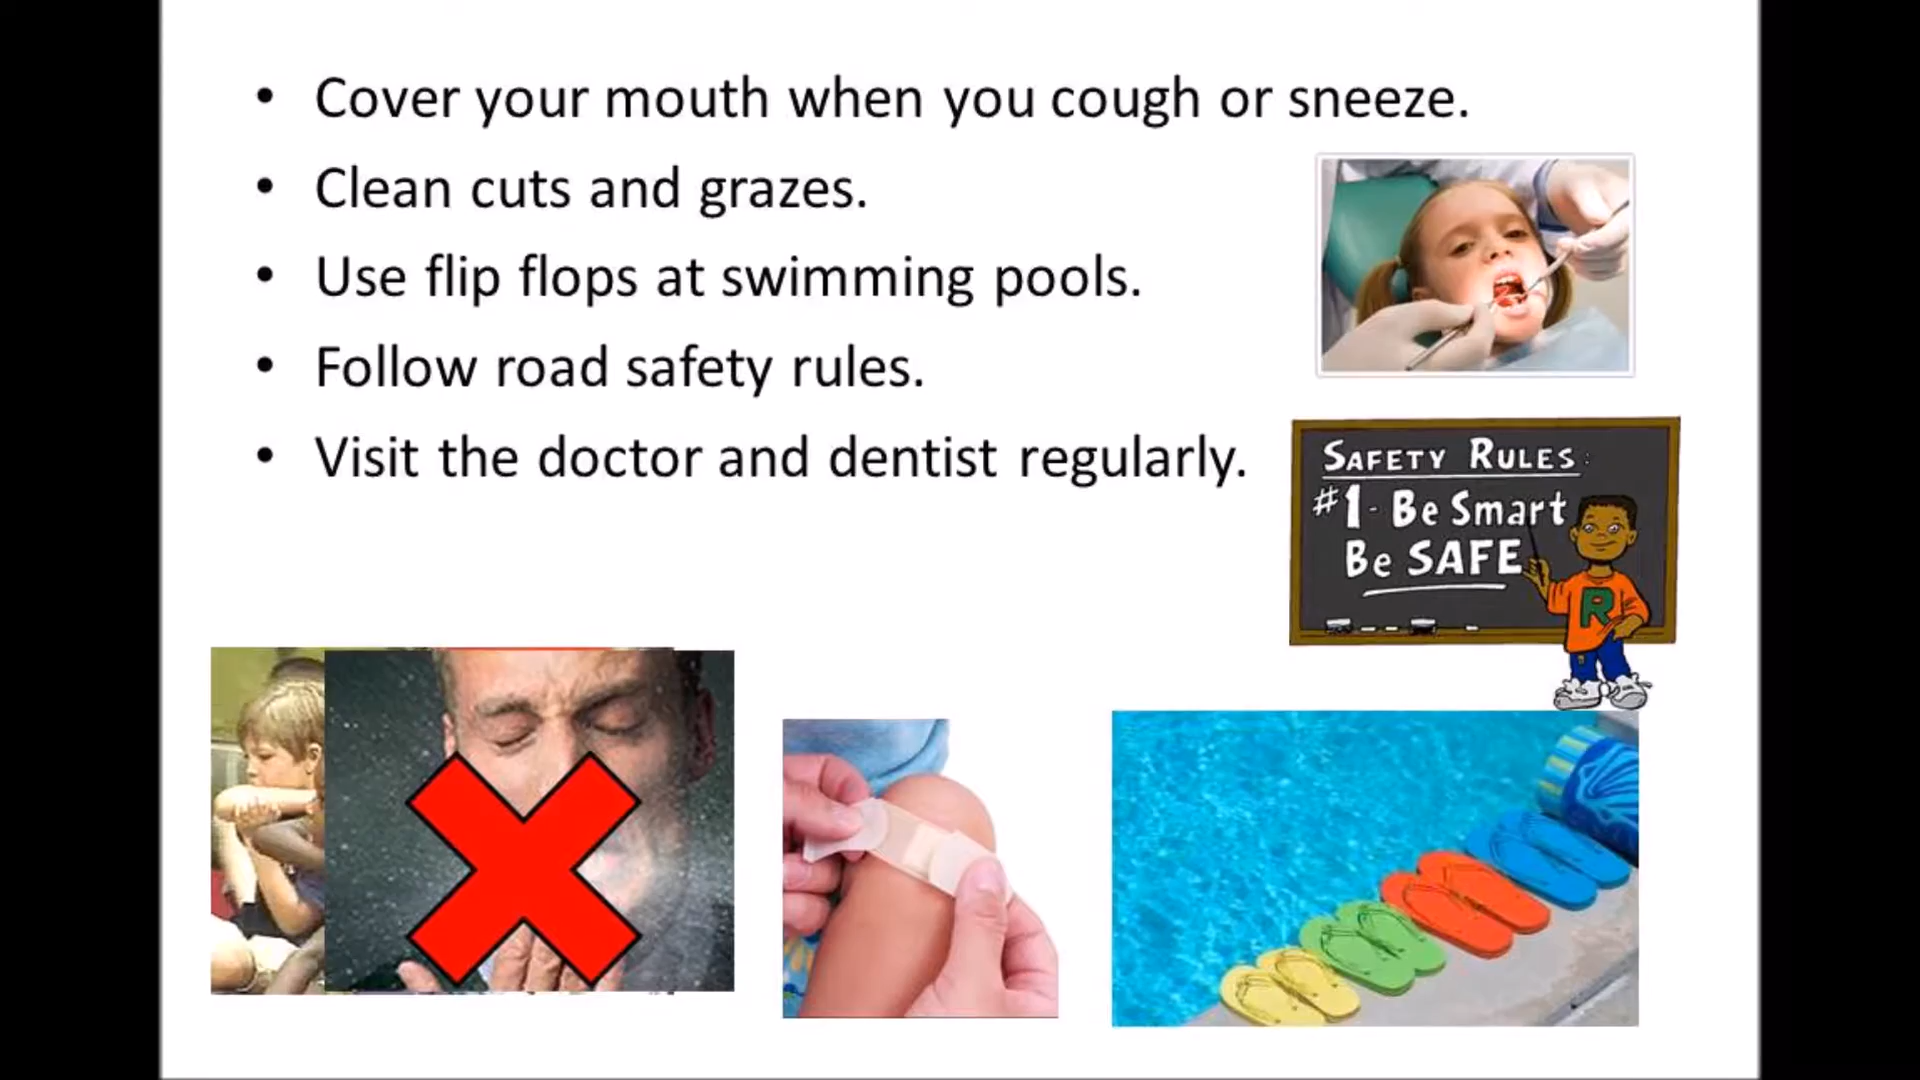 • Cover your mouth when you cough or sneeze.
• Clean cuts and grazes.
• Use flip flops at swimming pools.
• Follow road safety rules.
• Visit the doctor and dentist regularly.
SAFETY RULES:
#1- Be Smart
Be SAFE
R